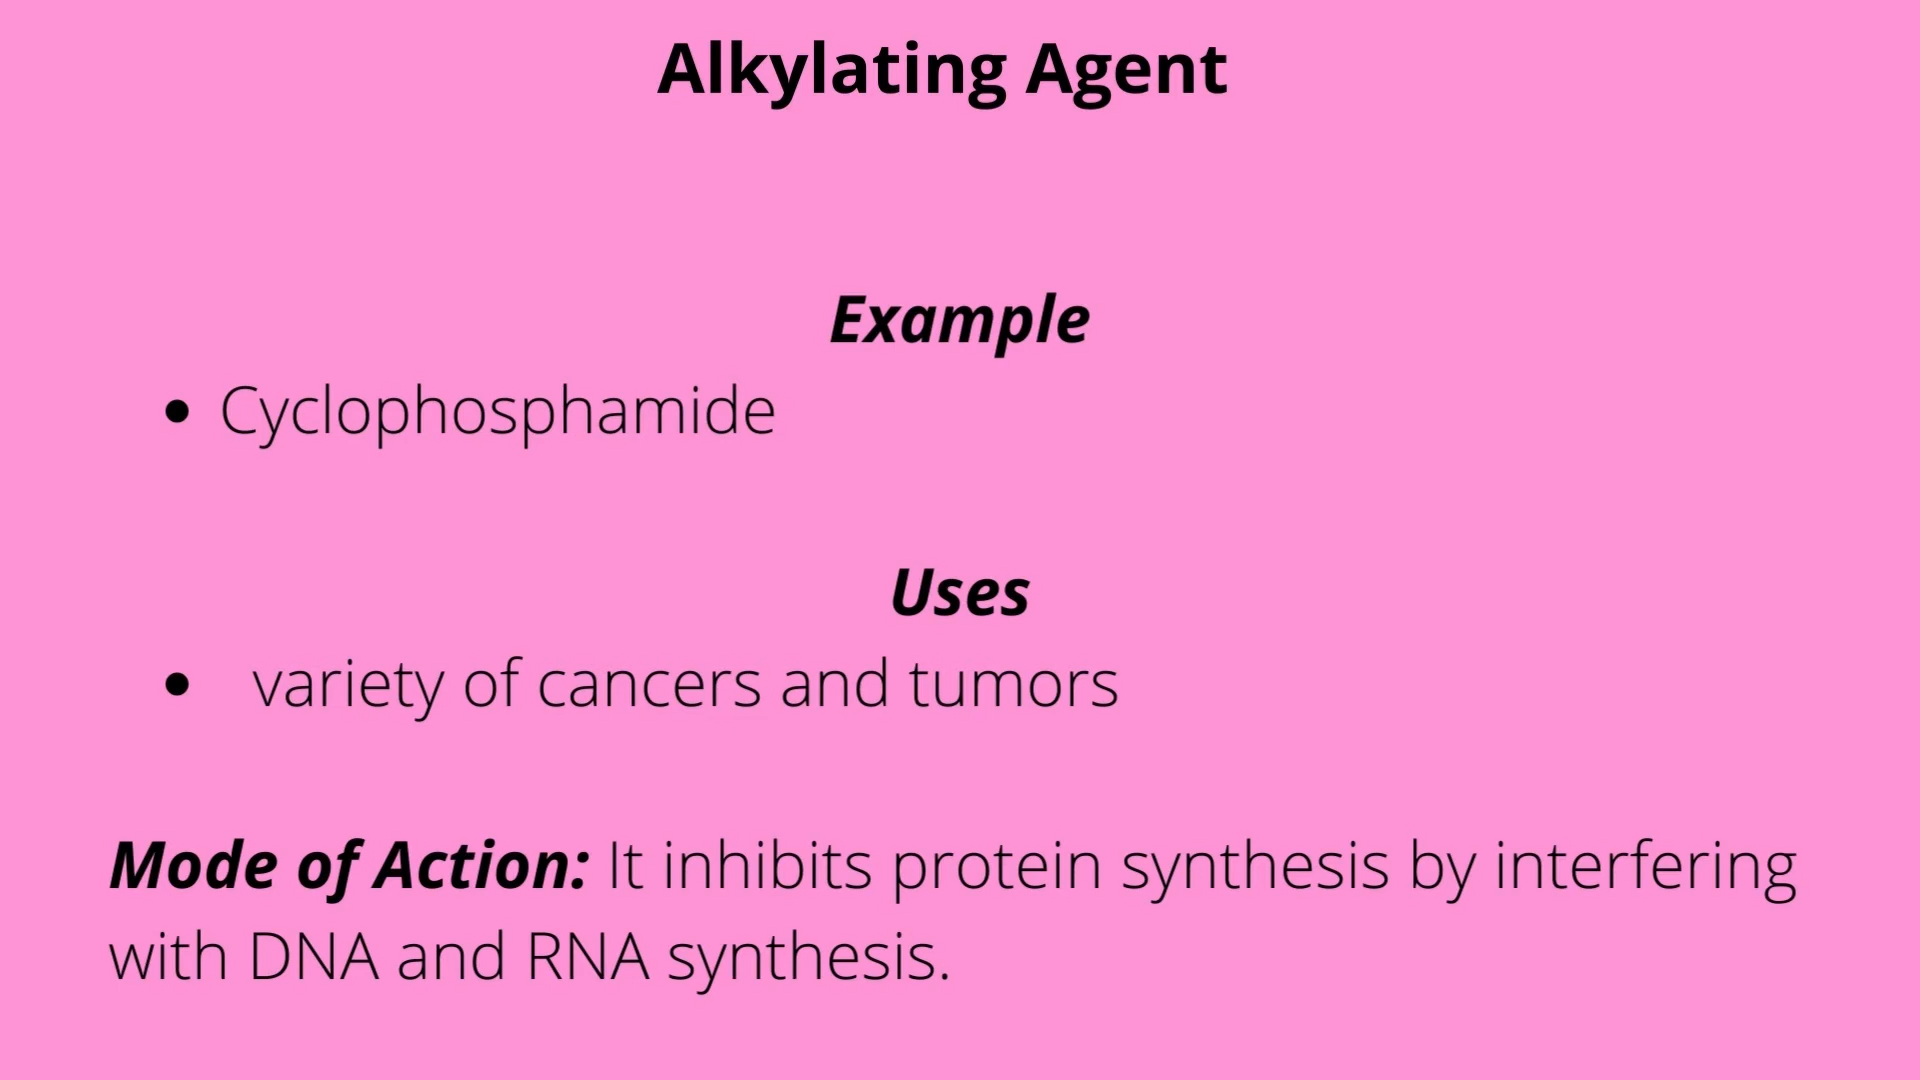 Alkylating Agent
Example
• Cyclophosphamide
Uses
• variety of cancers and tumors
Mode of Action: It inhibits protein synthesis by interfering
with DNA and RNA synthesis.